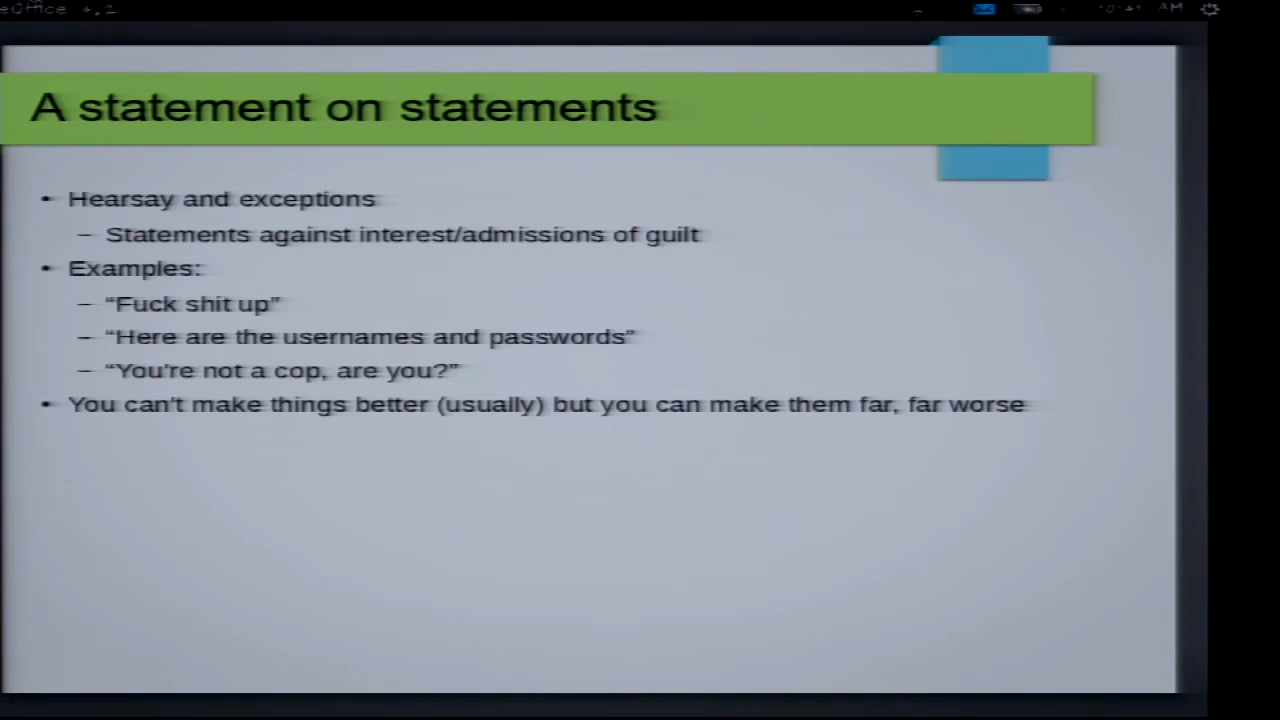 AM
A statement on statements
• Hearsay and exceptions
– Statements against interest/admissions of guilt
• Examples:
– “Fuck shit up”
– “Here are the usernames and passwords”
– “You're not a cop, are you?”
• You can't make things better (usually) but you can make them far, far worse